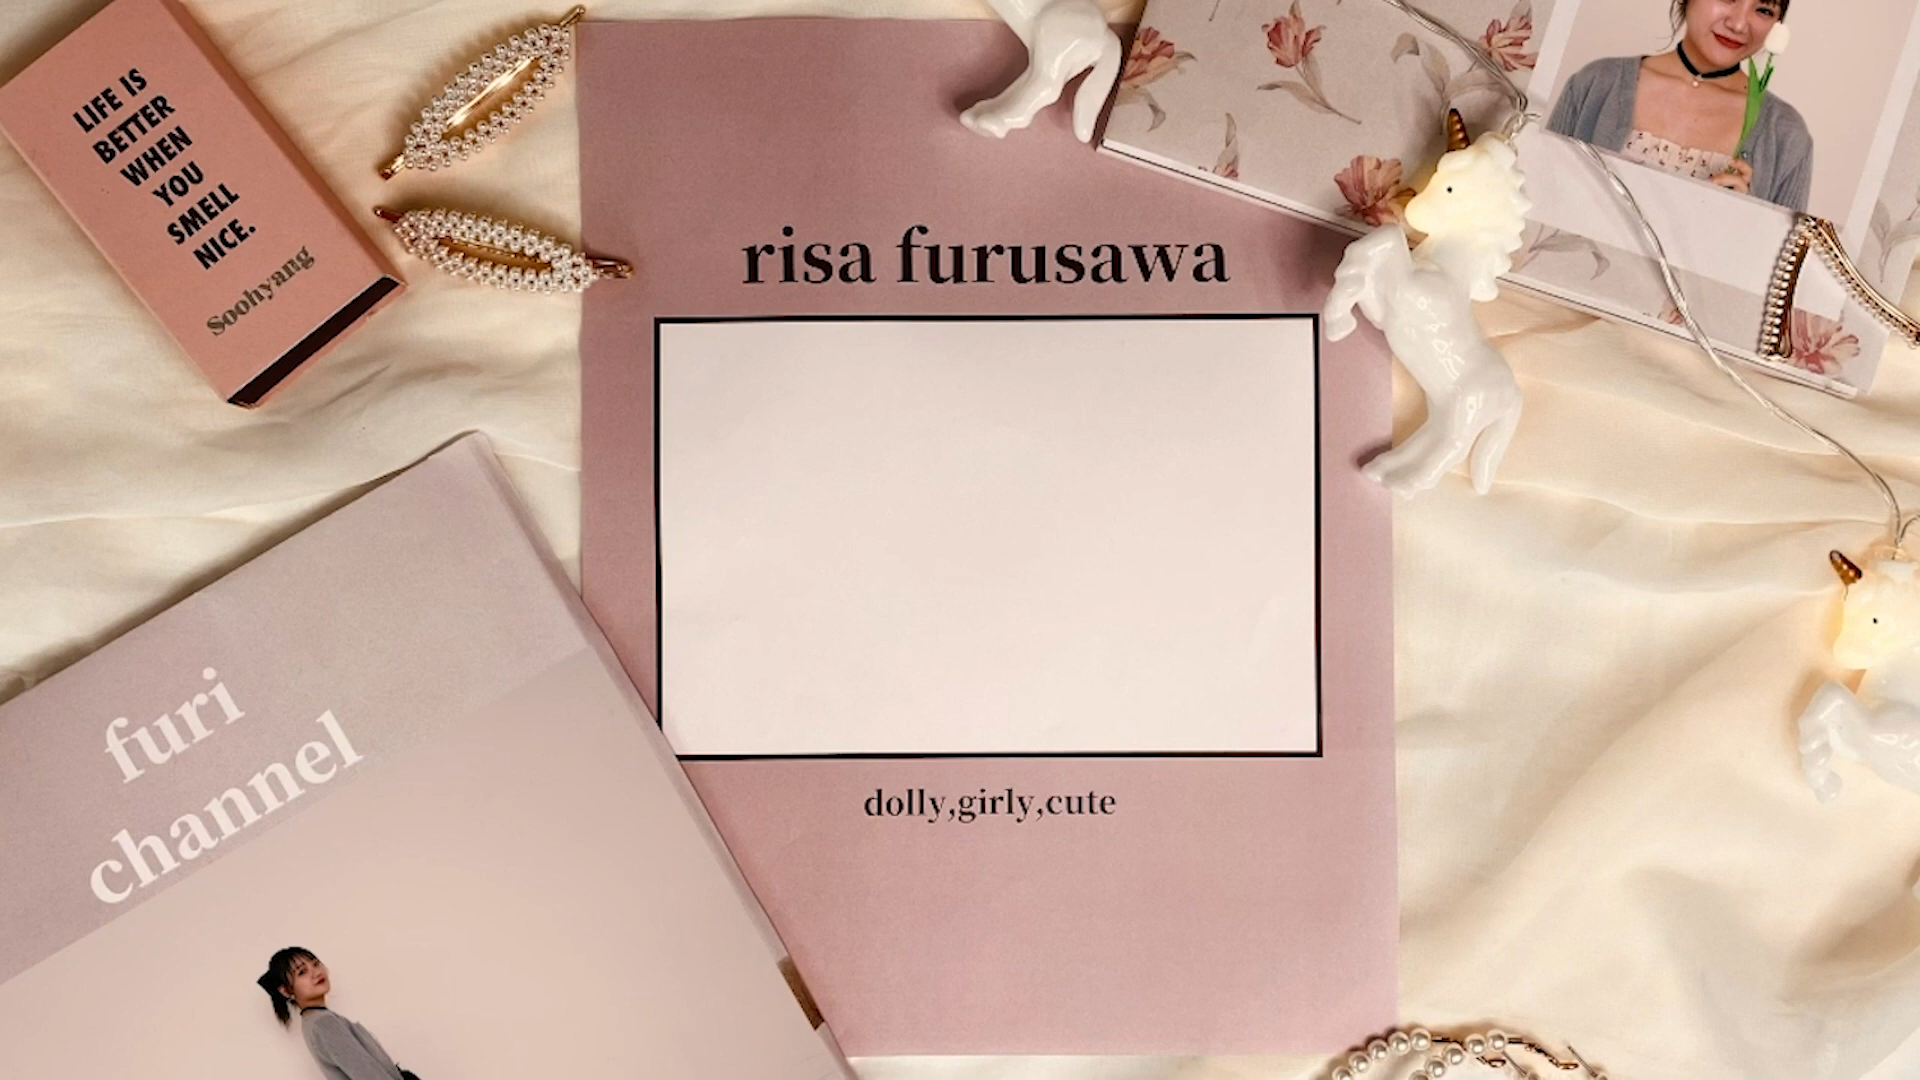 LIFE IS
BETTER
WHEN
YOU
SMELL
NICE.
Soohyang
risa furusawa
dolly,girly,cute
furi
channel